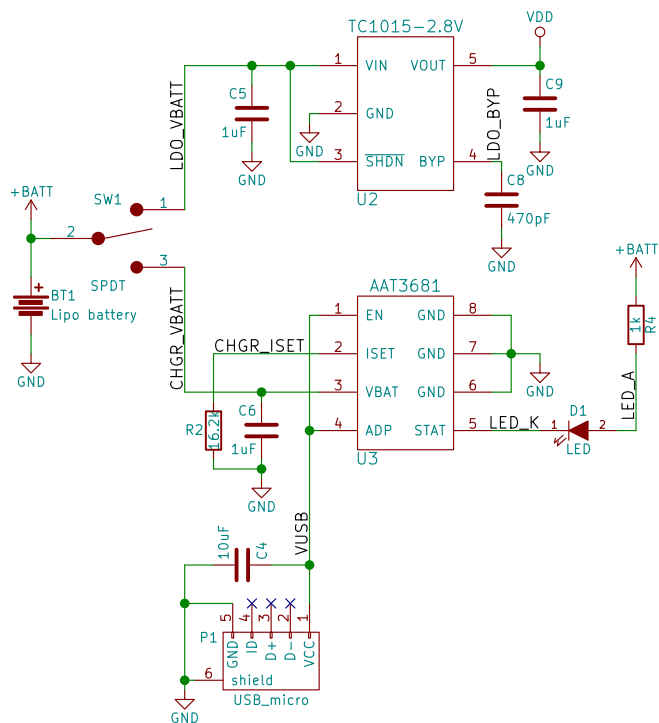 VDD
TC1015-2.8V
1
VIN
VOUT
5
C9
1uF
GND
LDO_VBATT
C5
1uF
GND
2
GND
GND
LDO_BYP
3
SHDN
BYP
4
U2
C8
470pF
GND
+BATT
SW1
1
2
3
SPDT
BT1
Lipo battery
GND
+
CHGR_VBATT
AAT3681
1
EN
GND
8
CHGR_ISET
2
ISET
GND
7
3
VBAT
GND
6
4
ADP
STAT
5
U3
GND
+BATT
1k
R4
LED_A
LED_K
D1
1
2
LED
R2
16.2k
C6
1uF
GND
VUSB
10uF
C4
P1
5
4
3
2
1
GND
ID
D+
D-
VCC
6
shield
USB_micro
GND